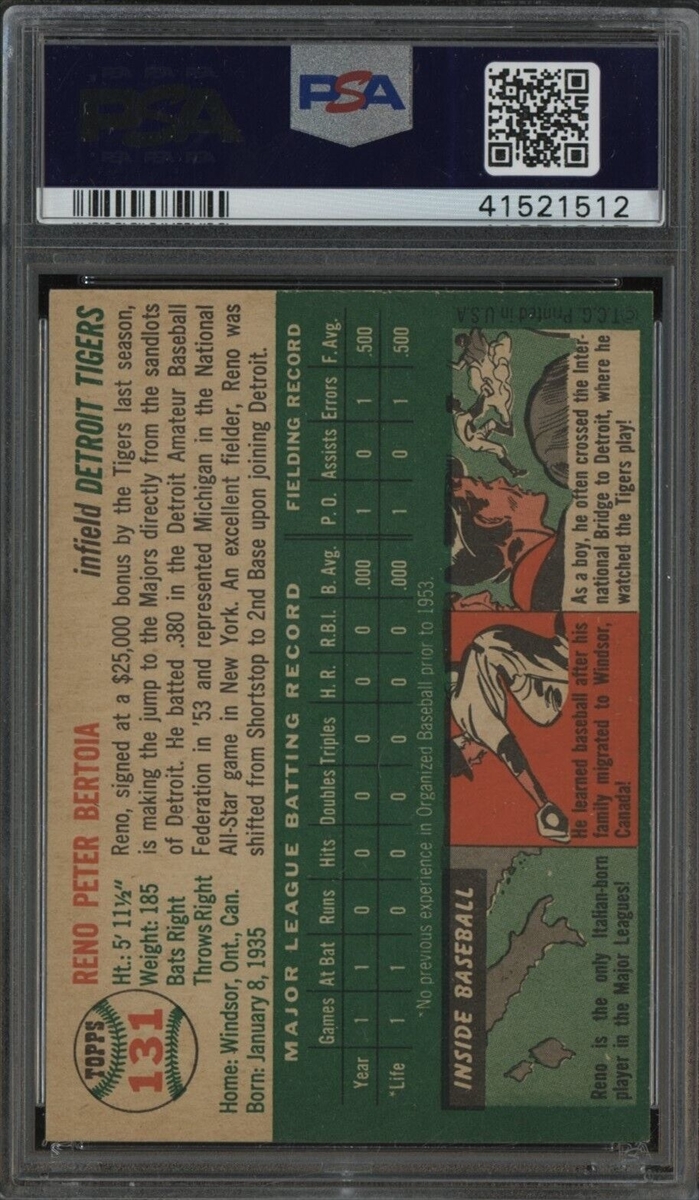 PSA
PSA
41521512
TOPPS
131
RENO PETER BERTOIA
infield DETROIT TIGERS
Ht.: 5' 11½"
Weight: 185
Bats Right
Throws Right
Home: Windsor, Ont., Can.
Born: January 8, 1935
Reno, signed at a $25,000 bonus by the Tigers last season,
is making the jump to the Majors directly from the sandlots
of Detroit. He batted .380 in the Detroit Amateur Baseball
Federation in '53 and represented Michigan in the National
All-Star game in New York. An excellent fielder, Reno was
shifted from Shortstop to 2nd Base upon joining Detroit.
MAJOR LEAGUE BATTING RECORD FIELDING RECORD
Games At Bat Runs Hits Doubles Triples H. R. R.B.I. B. Avg. P. O. Assists Errors F. Avg.
Year 1 1 0 0 0 0 0 0 .000 1 0 1 .500
*Life 1 1 0 0 0 0 0 0 .000 1 0 1 .500
*No previous experience in Organized Baseball prior to 1953.
INSIDE BASEBALL
Reno is the only Italian-born
player in the Major Leagues!
He learned baseball after his
family migrated to Windsor,
Canada!
As a boy, he often crossed the Inter-
national Bridge to Detroit, where he
watched the Tigers play!
©T.C.G. Printed in U.S.A